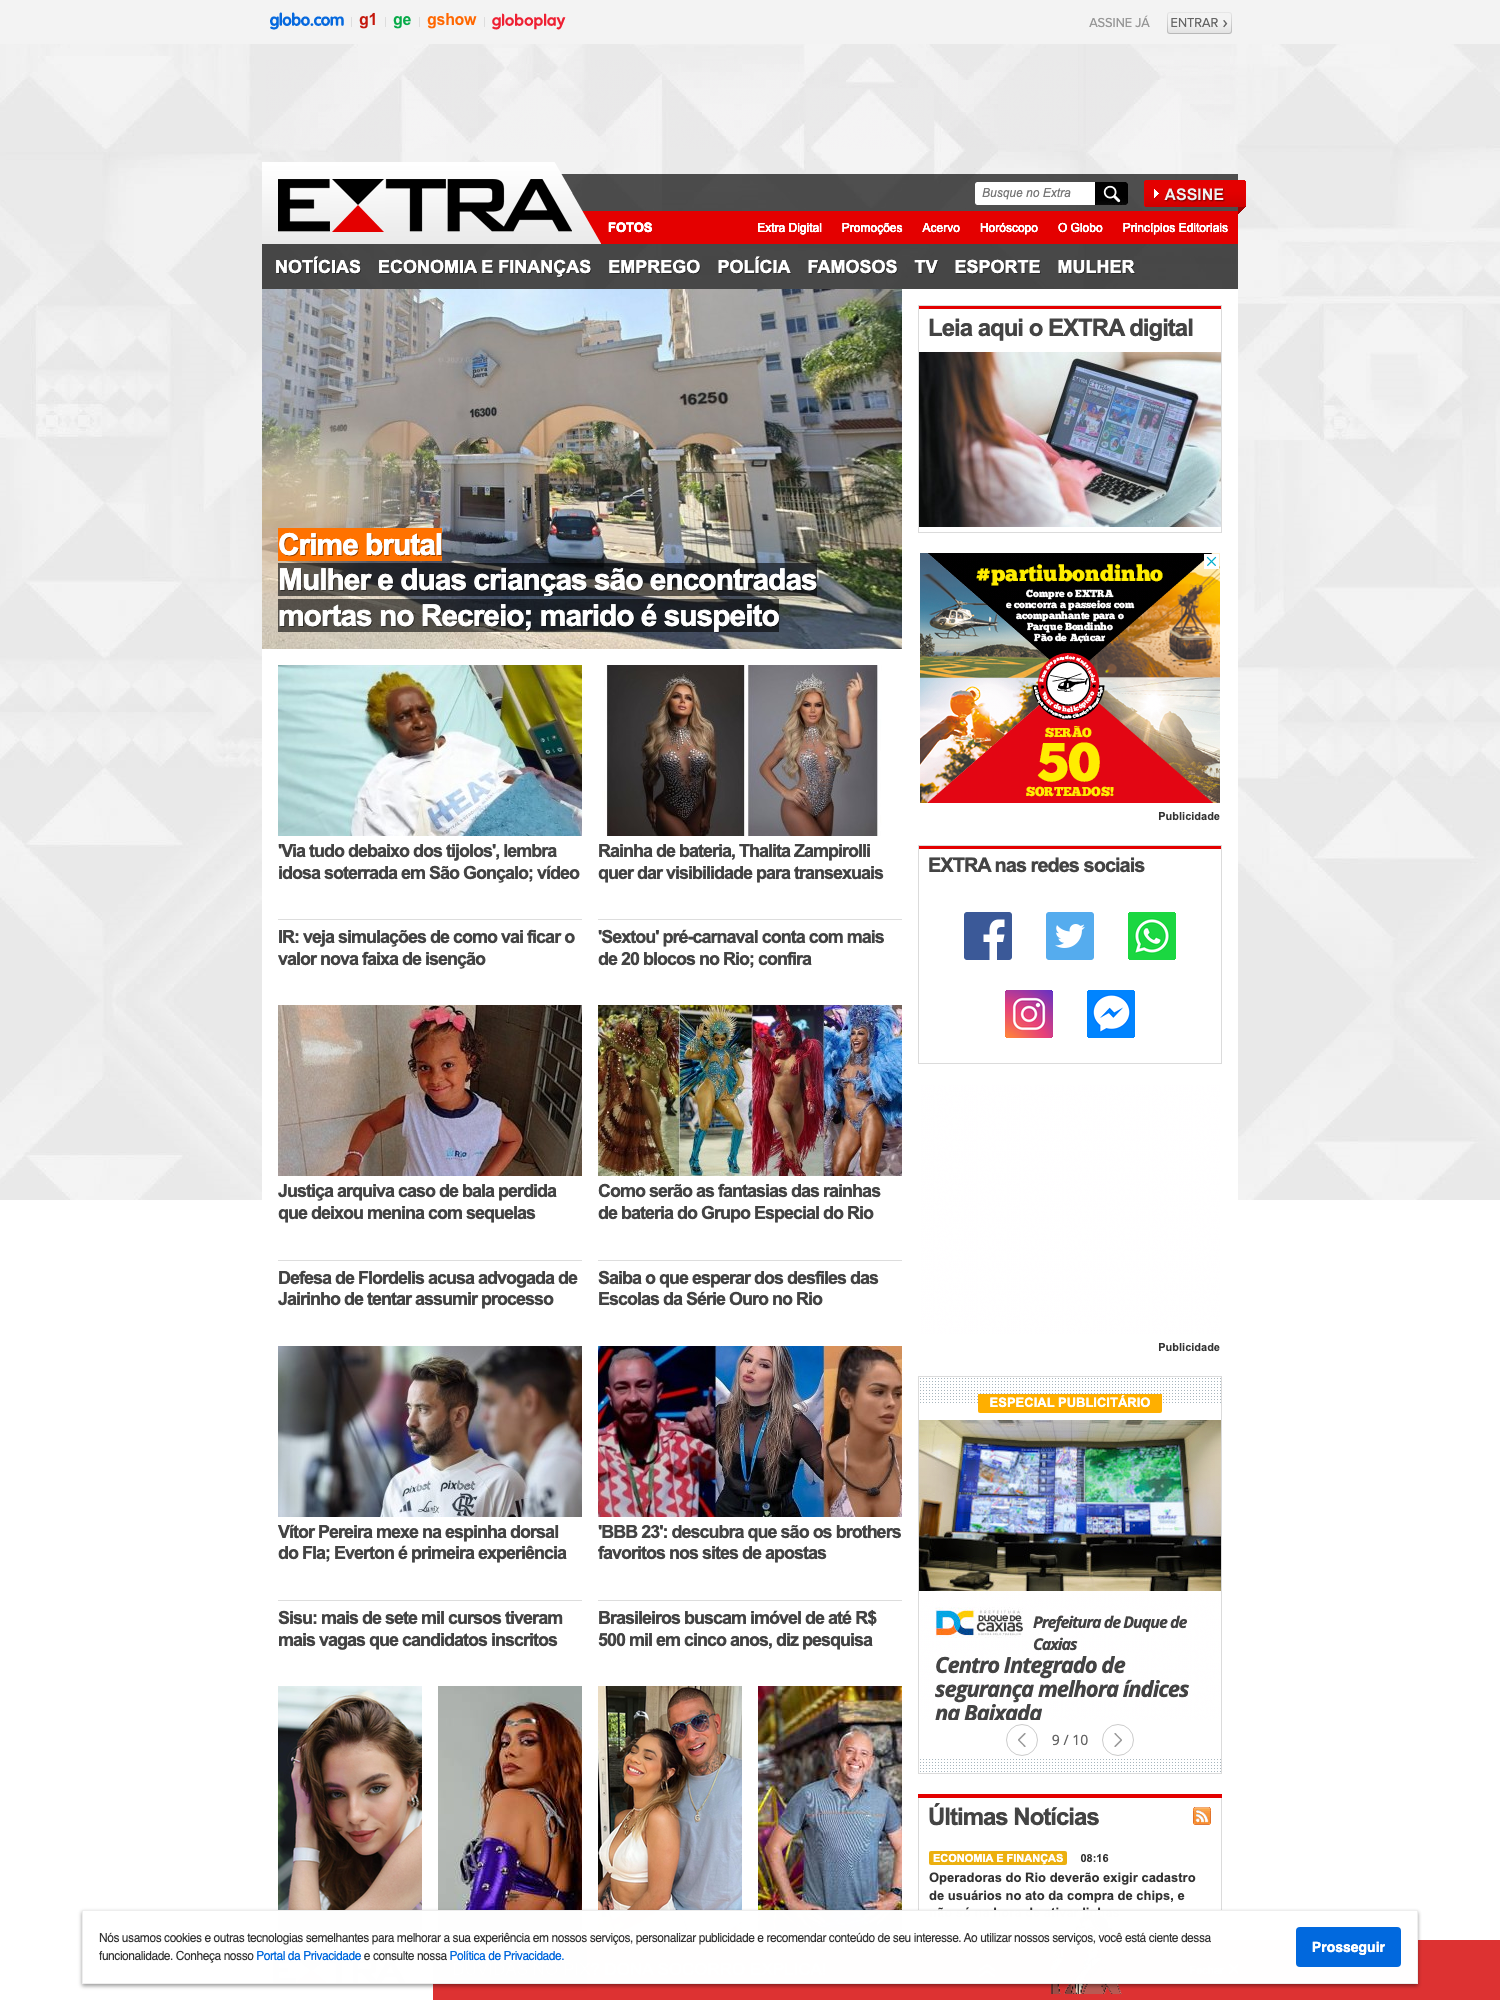 globo.com g1 ge gshow globoplay
ASSINE JÁ ENTRAR ›
EXTRA
Busque no Extra
ASSINE
FOTOS
Extra Digital Promoções Acervo Horóscopo O Globo Princípios Editoriais
NOTÍCIAS ECONOMIA E FINANÇAS EMPREGO POLÍCIA FAMOSOS TV ESPORTE MULHER
16300
16250
Crime brutal
Mulher e duas crianças são encontradas
mortas no Recreio; marido é suspeito
Leia aqui o EXTRA digital
#partiubondinho
Compre o EXTRA
e concorra a passeios com
acompanhante para o
Parque Bondinho
Pão de Açúcar
SERÃO
50
SORTEADOS!
Publicidade
HEAT
'Via tudo debaixo dos tijolos', lembra
idosa soterrada em São Gonçalo; vídeo
Rainha de bateria, Thalita Zampirolli
quer dar visibilidade para transexuais
IR: veja simulações de como vai ficar o
valor nova faixa de isenção
'Sextou' pré-carnaval conta com mais
de 20 blocos no Rio; confira
EXTRA nas redes sociais
Rio
Justiça arquiva caso de bala perdida
que deixou menina com sequelas
Como serão as fantasias das rainhas
de bateria do Grupo Especial do Rio
Defesa de Flordelis acusa advogada de
Jairinho de tentar assumir processo
Saiba o que esperar dos desfiles das
Escolas da Série Ouro no Rio
Publicidade
pixbet pixbet
Vítor Pereira mexe na espinha dorsal
do Fla; Everton é primeira experiência
'BBB 23': descubra que são os brothers
favoritos nos sites de apostas
Sisu: mais de sete mil cursos tiveram
mais vagas que candidatos inscritos
Brasileiros buscam imóvel de até R$
500 mil em cinco anos, diz pesquisa
ESPECIAL PUBLICITÁRIO
DC PREFEITURA DUQUE DE CAXIAS
Prefeitura de Duque de
Caxias
Centro Integrado de
segurança melhora índices
na Baixada
9 / 10
Últimas Notícias
ECONOMIA E FINANÇAS 08:16
Operadoras do Rio deverão exigir cadastro
de usuários no ato da compra de chips, e
Nós usamos cookies e outras tecnologias semelhantes para melhorar a sua experiência em nossos serviços, personalizar publicidade e recomendar conteúdo de seu interesse. Ao utilizar nossos serviços, você está ciente dessa
funcionalidade. Conheça nosso Portal da Privacidade e consulte nossa Política de Privacidade.
Prosseguir